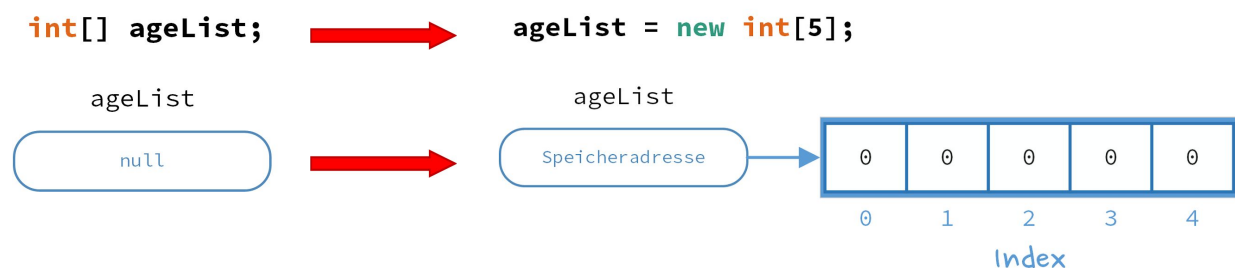 int[] ageList;
ageList = new int[5];
ageList
ageList
null
Speicheradresse
0 0 0 0 0
0 1 2 3 4
Index